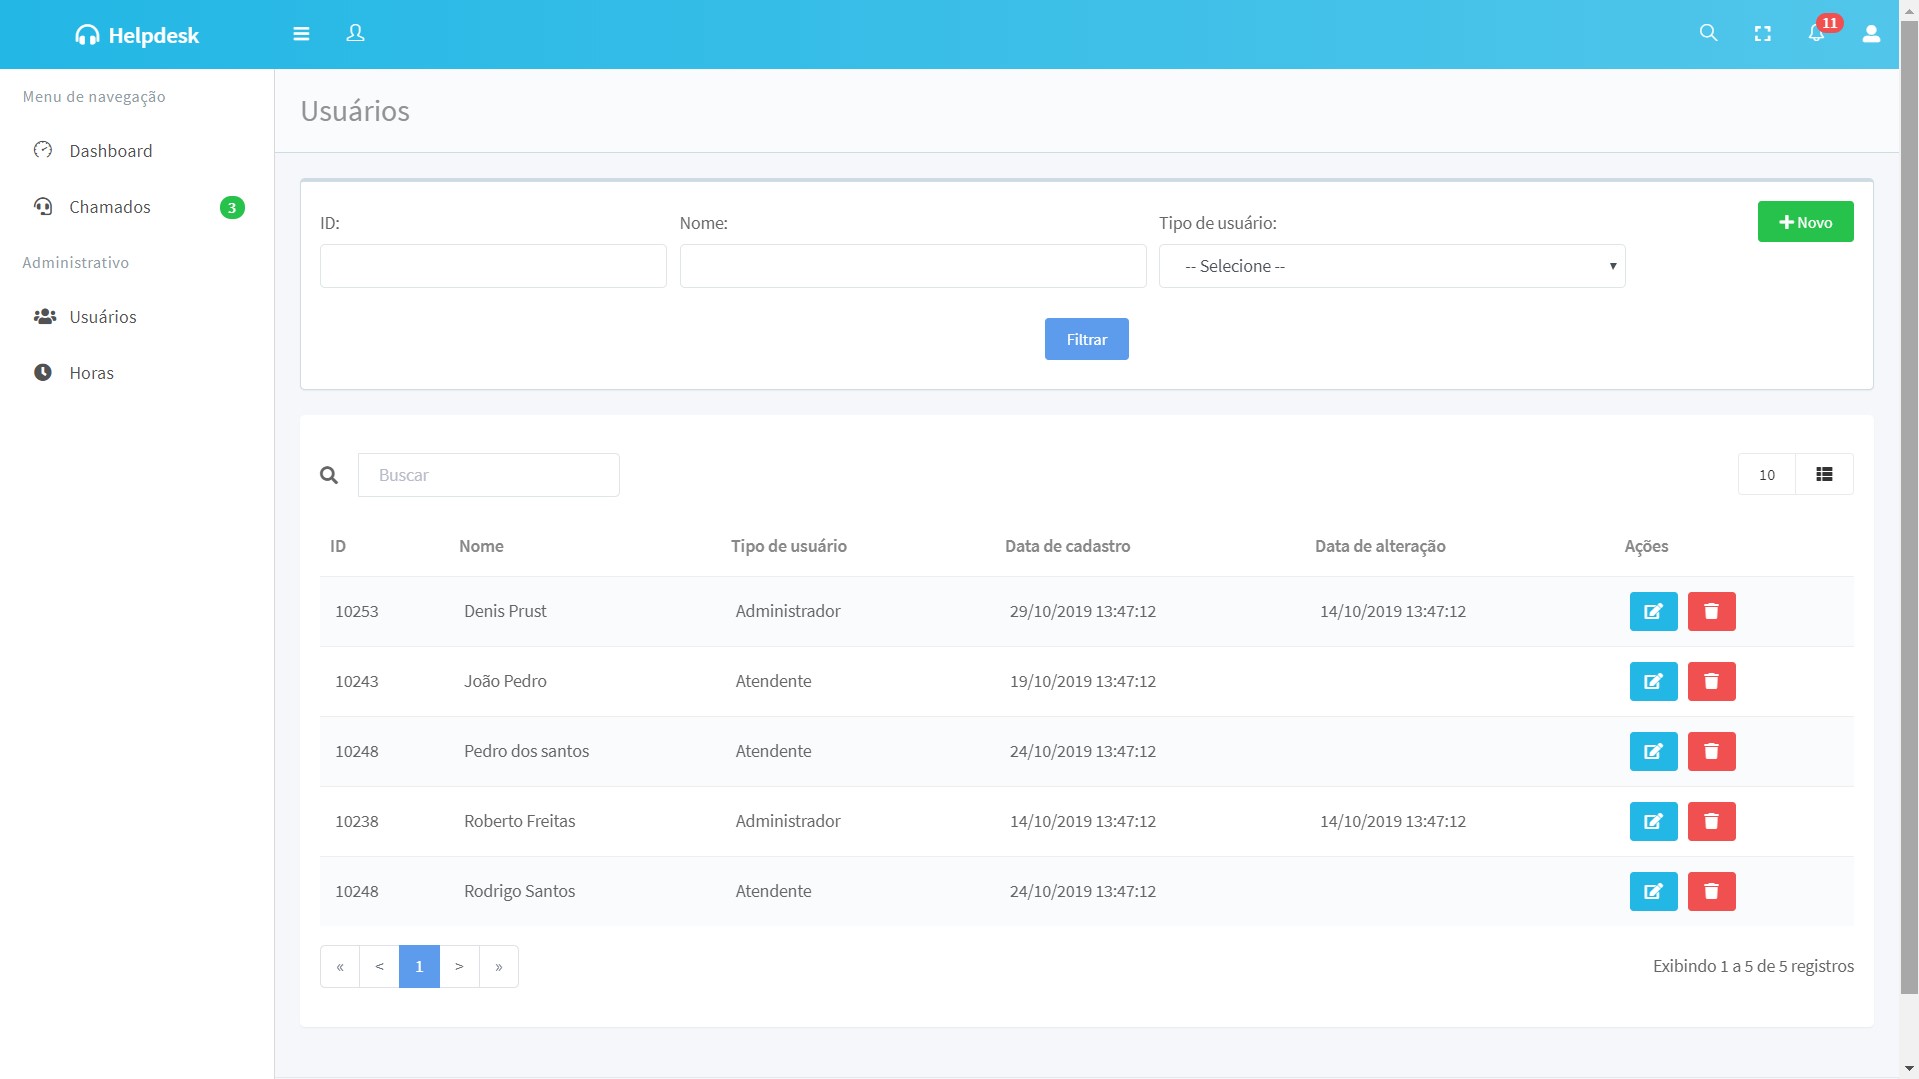 Helpdesk
11
Menu de navegação
Dashboard
Chamados 3
Administrativo
Usuários
Horas
Usuários
ID: Nome: Tipo de usuário:
+ Novo
-- Selecione --
Filtrar
Buscar
10
ID Nome Tipo de usuário Data de cadastro Data de alteração Ações
10253 Denis Prust Administrador 29/10/2019 13:47:12 14/10/2019 13:47:12
10243 João Pedro Atendente 19/10/2019 13:47:12
10248 Pedro dos santos Atendente 24/10/2019 13:47:12
10238 Roberto Freitas Administrador 14/10/2019 13:47:12 14/10/2019 13:47:12
10248 Rodrigo Santos Atendente 24/10/2019 13:47:12
« < 1 > »
Exibindo 1 a 5 de 5 registros